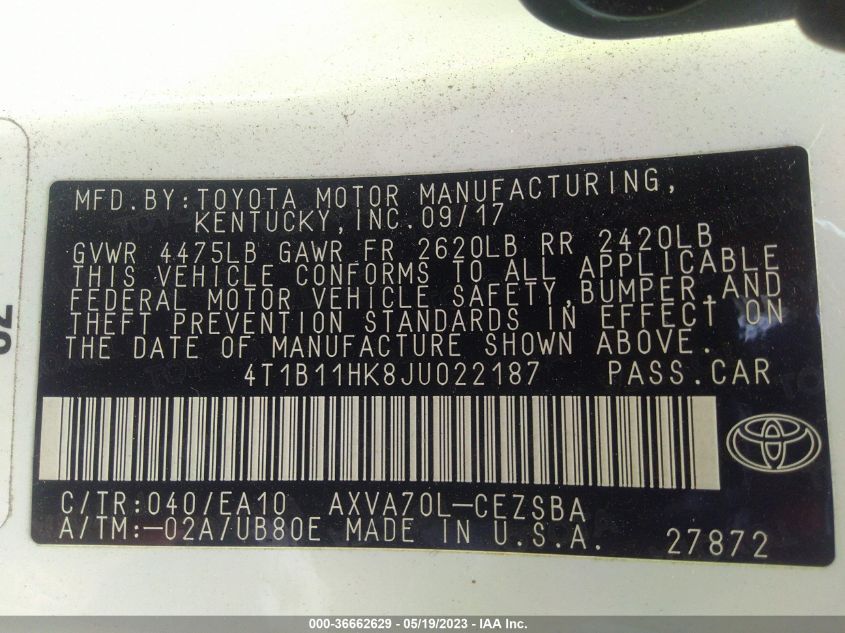 MFD.BY:TOYOTA MOTOR MANUFACTURING,
KENTUCKY,INC.09/17
GVWR 4475LB GAWR FR 2620LB RR 2420LB
THIS VEHICLE CONFORMS TO ALL APPLICABLE
FEDERAL MOTOR VEHICLE SAFETY,BUMPER,AND
THEFT PREVENTION STANDARDS IN EFFECT ON
THE DATE OF MANUFACTURE SHOWN ABOVE.
4T1B11HK8JU022187 PASS.CAR
C/TR:040/EA10 AXVA70L-CEZSBA
A/TM:-02A/UB80E MADE IN U.S.A. 27872
308 - 36662629 - 05/19/2023 - IAA Inc.